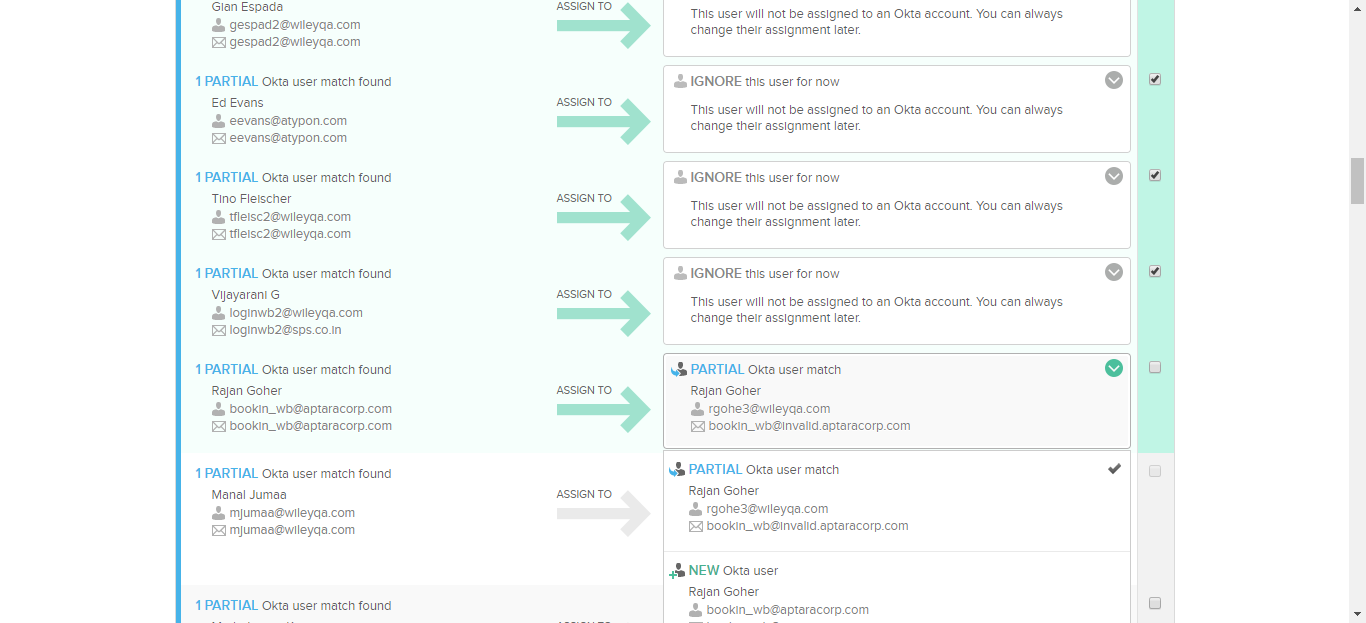 Gian Espada
gespad2@wileyqa.com
gespad2@wileyqa.com
ASSIGN TO
This user will not be assigned to an Okta account. You can always
change their assignment later.
1 PARTIAL Okta user match found
Ed Evans
eevans@atypon.com
eevans@atypon.com
ASSIGN TO
IGNORE this user for now
This user will not be assigned to an Okta account. You can always
change their assignment later.
1 PARTIAL Okta user match found
Tino Fleischer
tfleisc2@wileyqa.com
tfleisc2@wileyqa.com
ASSIGN TO
IGNORE this user for now
This user will not be assigned to an Okta account. You can always
change their assignment later.
1 PARTIAL Okta user match found
Vijayarani G
loginwb2@wileyqa.com
loginwb2@sps.co.in
ASSIGN TO
IGNORE this user for now
This user will not be assigned to an Okta account. You can always
change their assignment later.
1 PARTIAL Okta user match found
Rajan Goher
bookin_wb@aptaracorp.com
bookin_wb@aptaracorp.com
ASSIGN TO
PARTIAL Okta user match
Rajan Goher
rgohe3@wileyqa.com
bookin_wb@invalid.aptaracorp.com
1 PARTIAL Okta user match found
Manal Jumaa
mjumaa@wileyqa.com
mjumaa@wileyqa.com
ASSIGN TO
PARTIAL Okta user match
Rajan Goher
rgohe3@wileyqa.com
bookin_wb@invalid.aptaracorp.com
NEW Okta user
Rajan Goher
bookin_wb@aptaracorp.com
1 PARTIAL Okta user match found